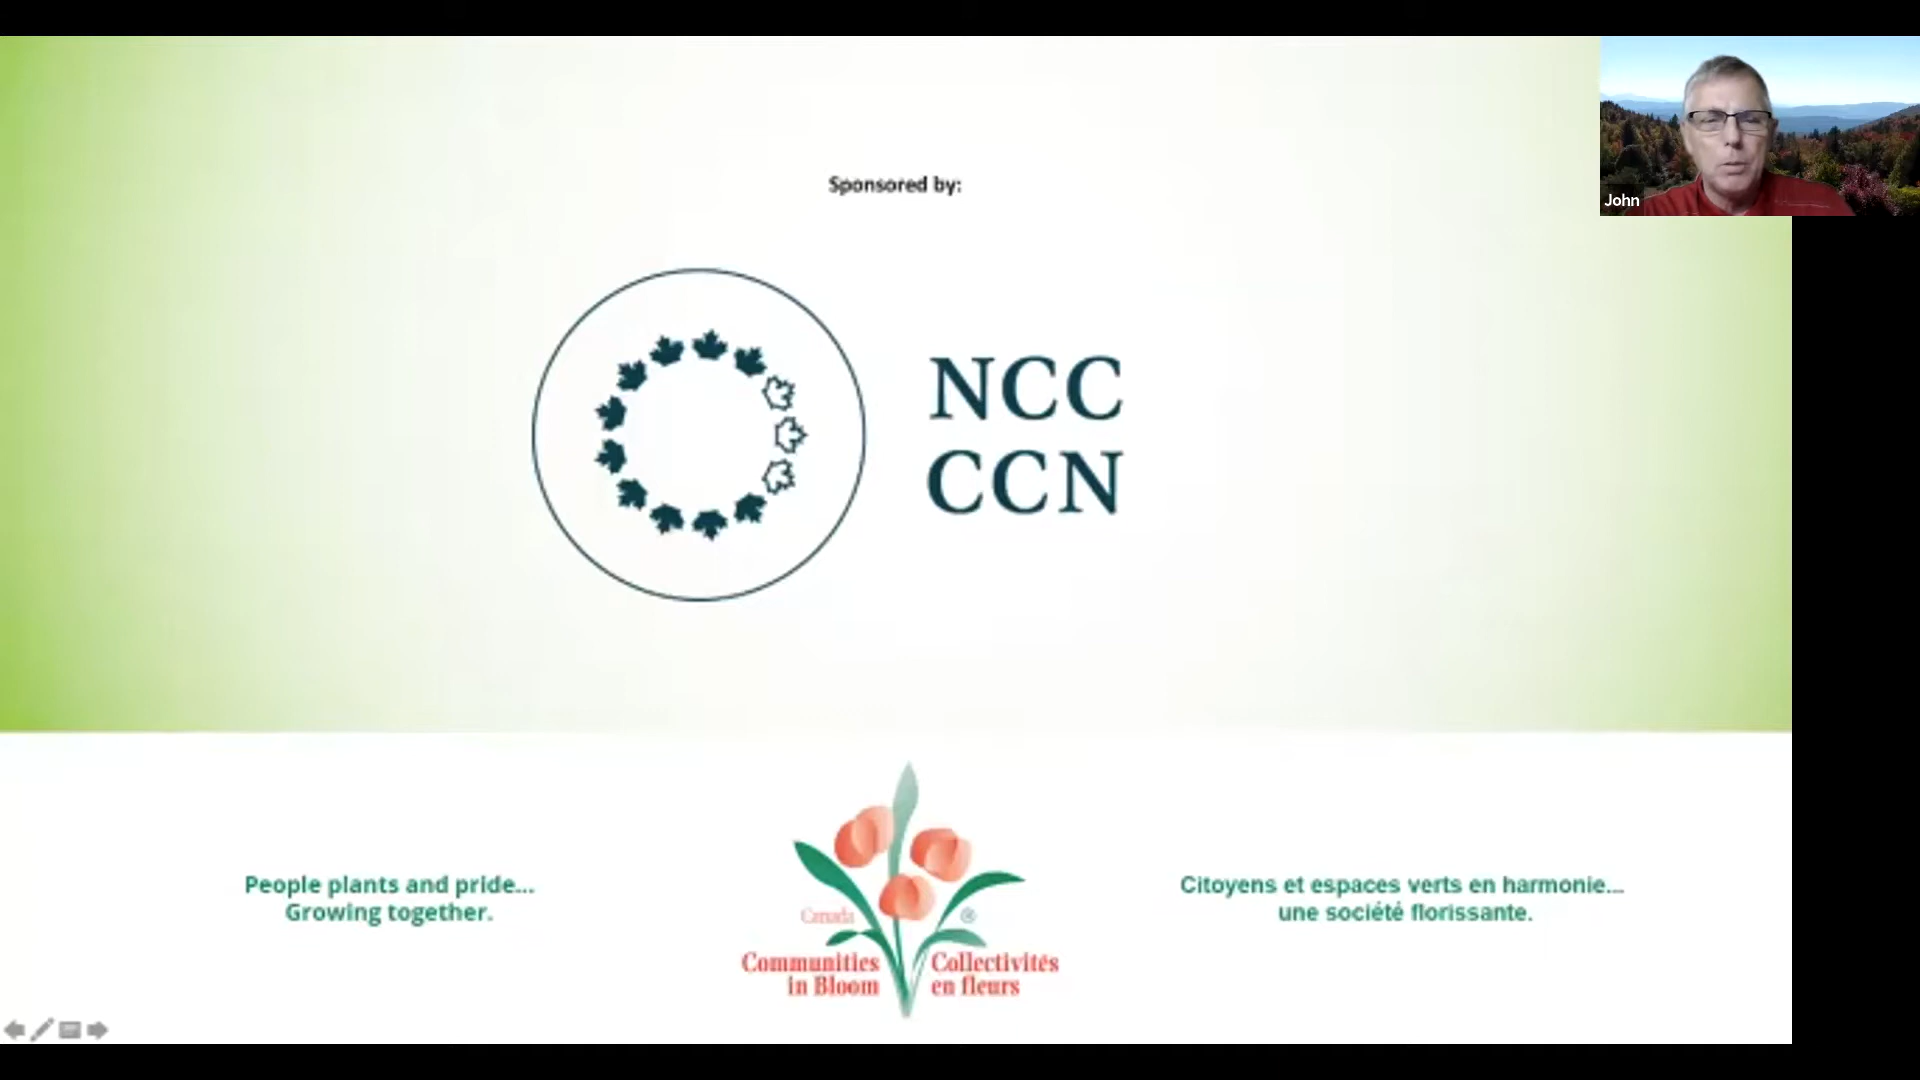 Sponsored by:
John
NCC
CCN
People plants and pride...
Growing together.
Canada
®
Communities
in Bloom
Collectivités
en fleurs
Citoyens et espaces verts en harmonie...
une société florissante.